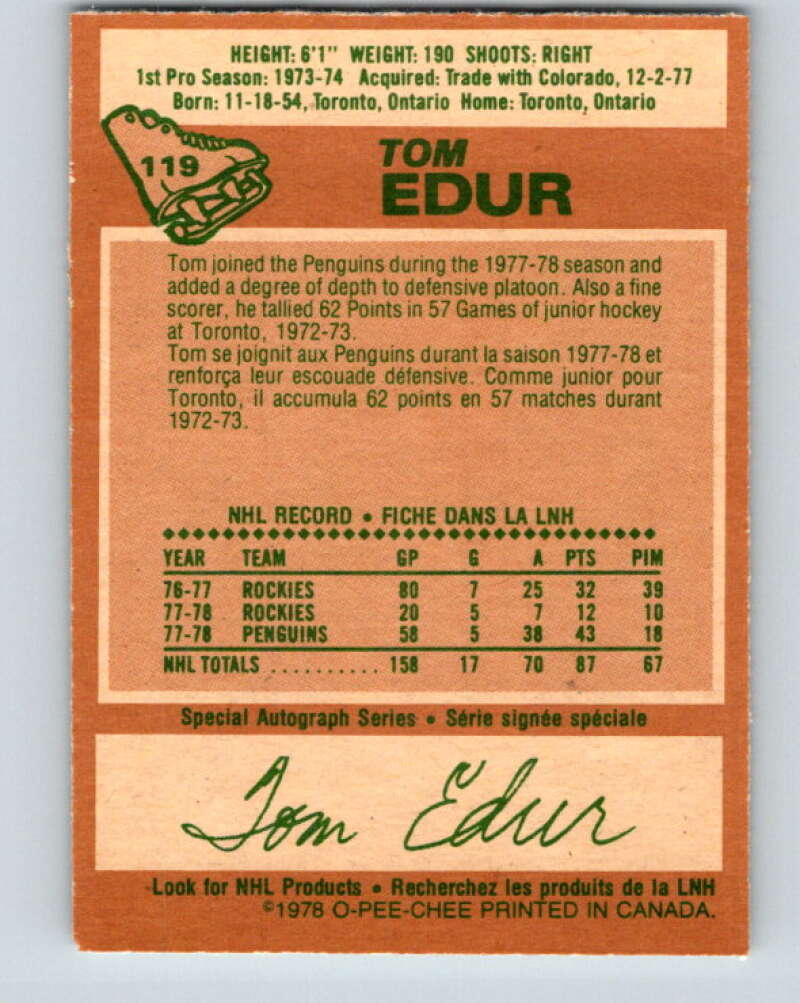 HEIGHT: 6'1" WEIGHT: 190 SHOOTS: RIGHT
1st Pro Season: 1973-74 Acquired: Trade with Colorado, 12-2-77
Born: 11-18-54, Toronto, Ontario Home: Toronto, Ontario
119
TOM
EDUR
Tom joined the Penguins during the 1977-78 season and
added a degree of depth to defensive platoon. Also a fine
scorer, he tallied 62 Points in 57 Games of junior hockey
at Toronto, 1972-73.
Tom se joignit aux Penguins durant la saison 1977-78 et
renforça leur escouade défensive. Comme junior pour
Toronto, il accumula 62 points en 57 matches durant
1972-73.
NHL RECORD • FICHE DANS LA LNH
YEAR TEAM GP G A PTS PIM
76-77 ROCKIES 80 7 25 32 39
77-78 ROCKIES 20 5 7 12 10
77-78 PENGUINS 58 5 38 43 18
NHL TOTALS .......... 158 17 70 87 67
Special Autograph Series • Série signée spéciale
Tom Edur
Look for NHL Products • Recherchez les produits de la LNH
©1978 O-PEE-CHEE PRINTED IN CANADA.